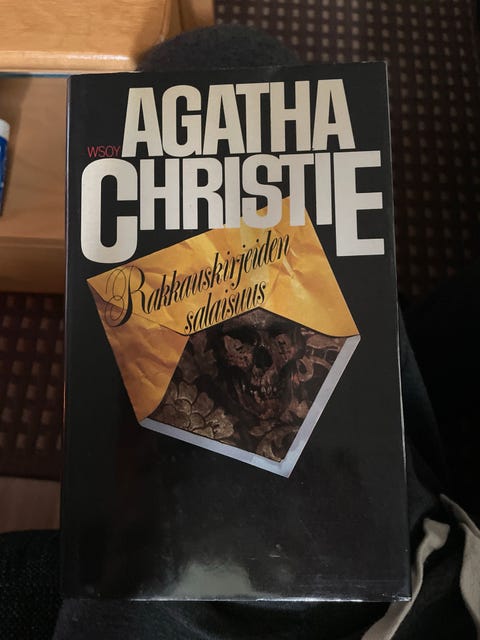 AGATHA
WSOY
CHRISTIE
Rakkauskirjeiden
salaisuus